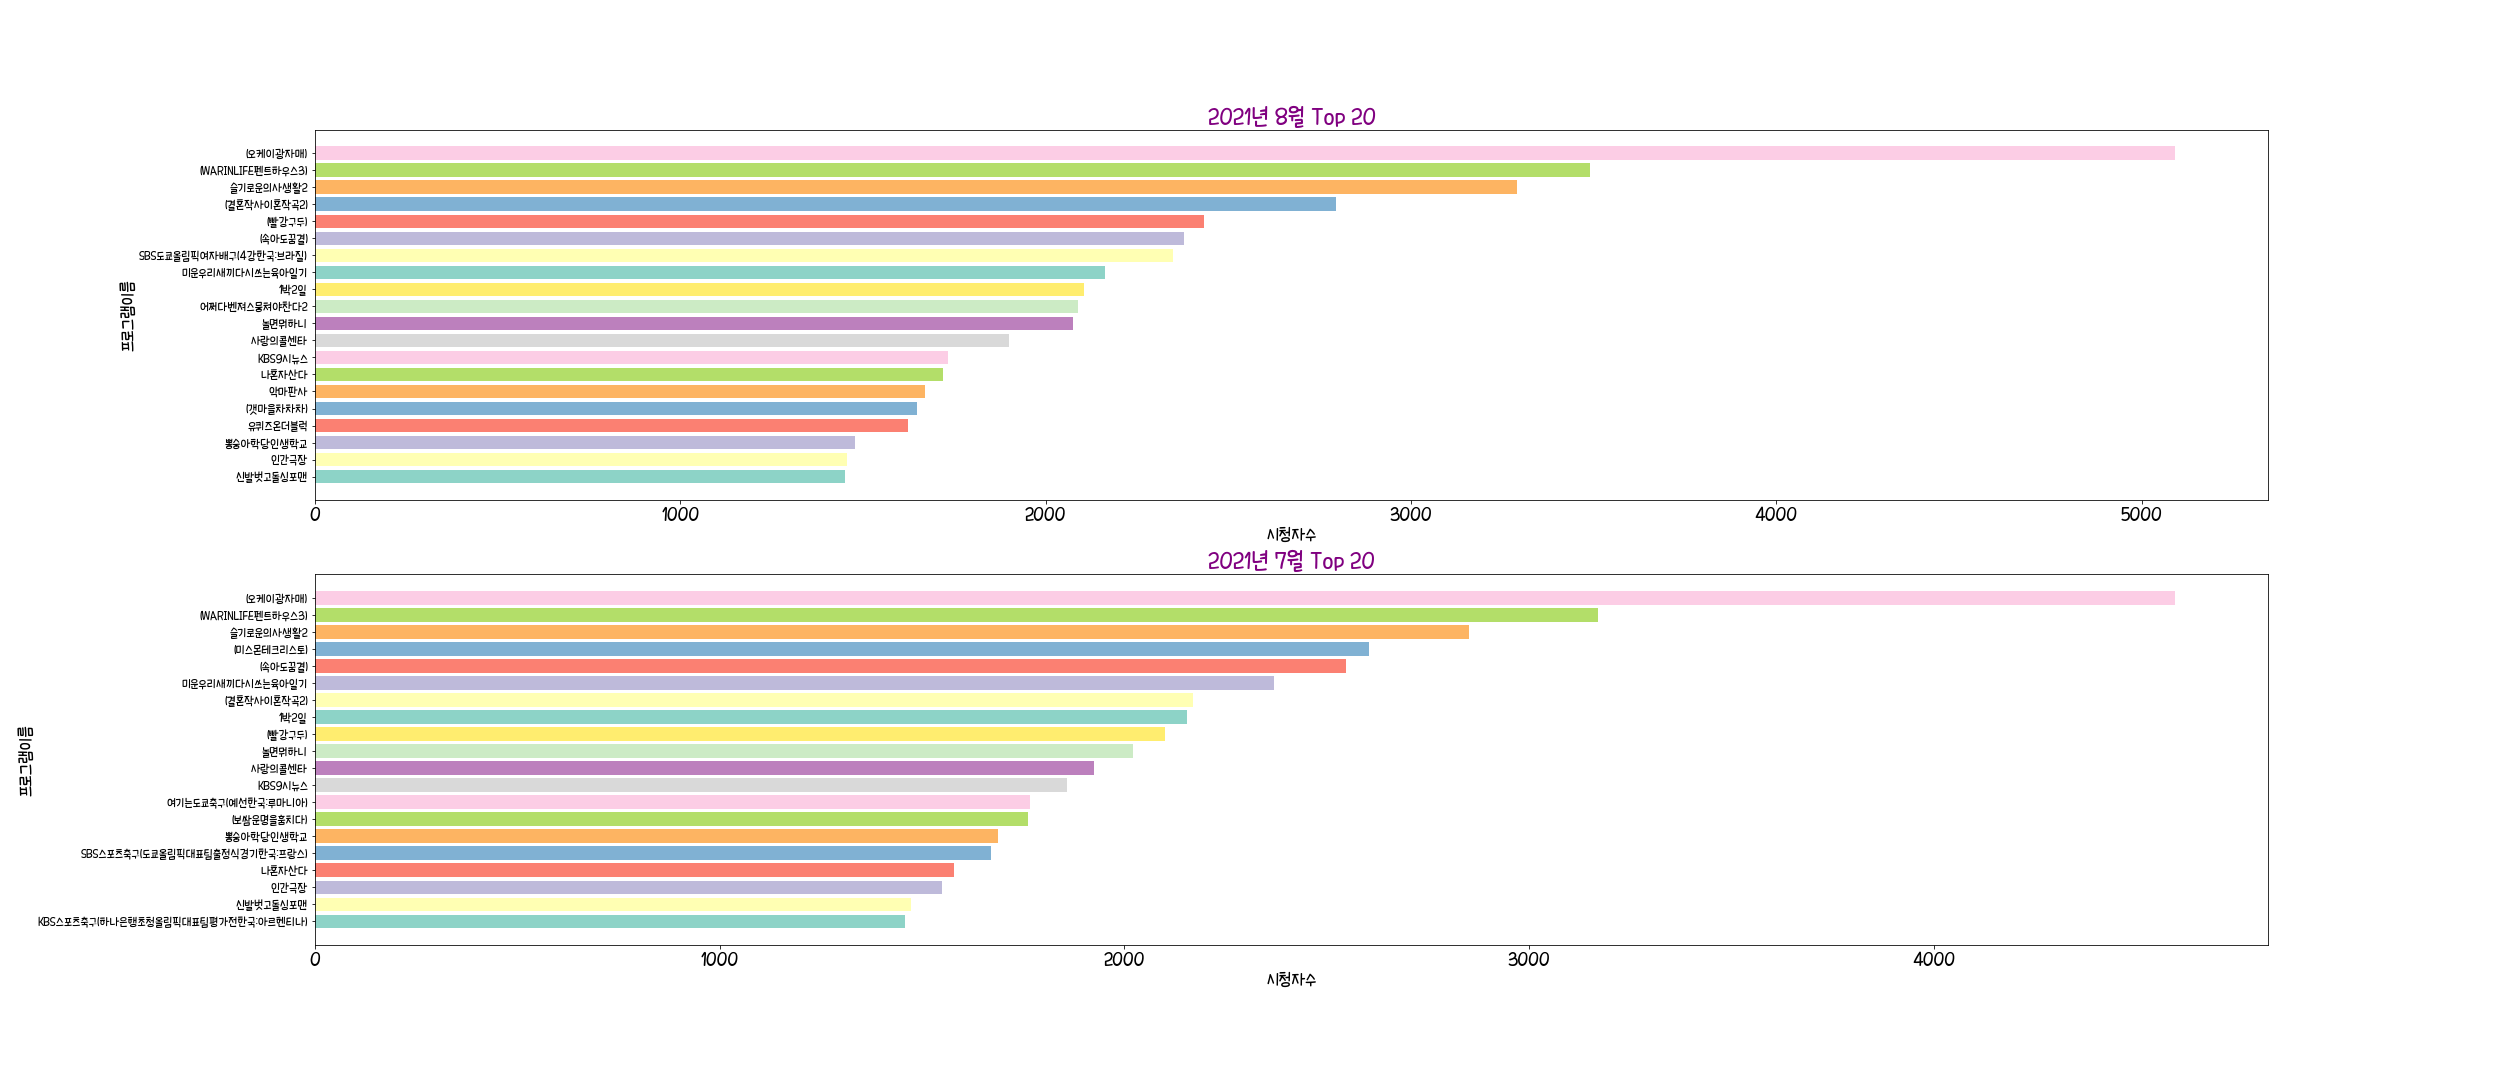 2021년 8월 Top 20
프로그램이름
(오케이광자매)
(WARINLIFE펜트하우스3)
슬기로운의사생활2
(결혼작사이혼작곡2)
(빨강구두)
(속아도꿈결)
SBS도쿄올림픽여자배구(4강한국:브라질)
미운우리새끼다시쓰는육아일기
1박2일
어쩌다벤져스뭉쳐야찬다2
놀면뭐하니
사랑의콜센타
KBS9시뉴스
나혼자산다
악마판사
(갯마을차차차)
유퀴즈온더블럭
뽕숭아학당인생학교
인간극장
신발벗고돌싱포맨
0 1000 2000 3000 4000 5000
시청자수
2021년 7월 Top 20
프로그램이름
(오케이광자매)
(WARINLIFE펜트하우스3)
슬기로운의사생활2
(미스몬테크리스토)
(속아도꿈결)
미운우리새끼다시쓰는육아일기
(결혼작사이혼작곡2)
1박2일
(빨강구두)
놀면뭐하니
사랑의콜센타
KBS9시뉴스
여기는도쿄축구(예선한국:루마니아)
(보쌈운명을훔치다)
뽕숭아학당인생학교
SBS스포츠축구(도쿄올림픽대표팀출정식경기한국:프랑스)
나혼자산다
인간극장
신발벗고돌싱포맨
KBS스포츠축구(하나은행초청올림픽대표팀평가전한국:아르헨티나)
0 1000 2000 3000 4000
시청자수